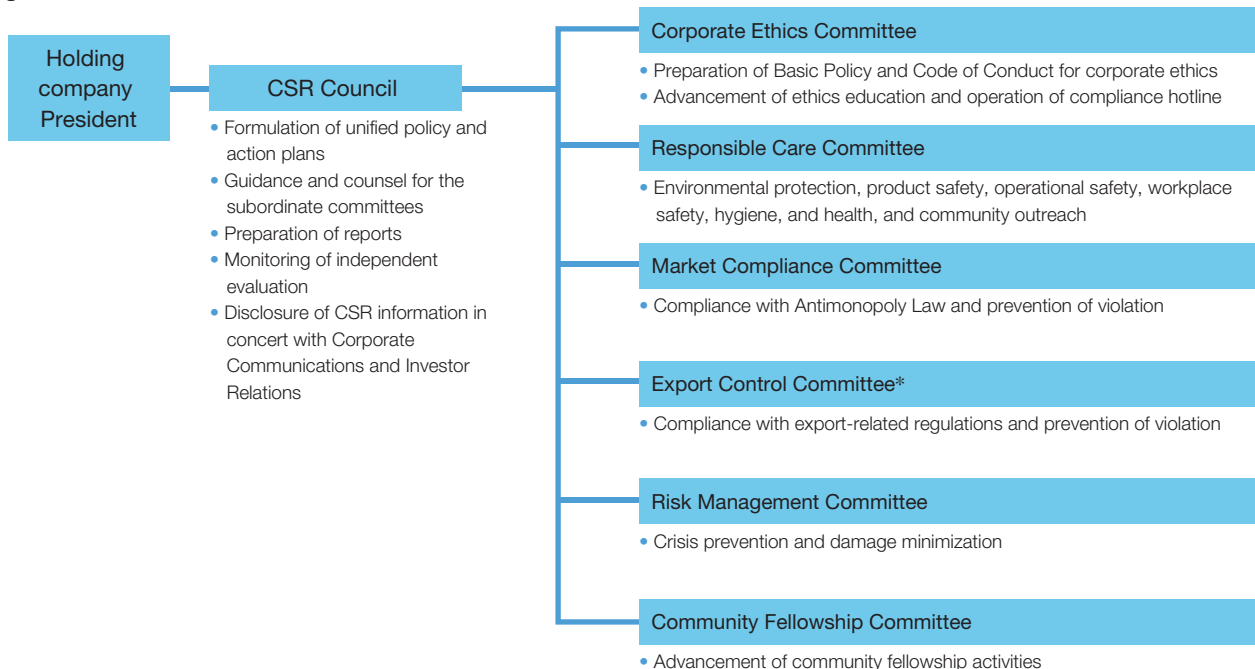 Holding
company
President
CSR Council
• Formulation of unified policy and
action plans
• Guidance and counsel for the
subordinate committees
• Preparation of reports
• Monitoring of independent
evaluation
• Disclosure of CSR information in
concert with Corporate
Communications and Investor
Relations
Corporate Ethics Committee
• Preparation of Basic Policy and Code of Conduct for corporate ethics
• Advancement of ethics education and operation of compliance hotline
Responsible Care Committee
• Environmental protection, product safety, operational safety, workplace
safety, hygiene, and health, and community outreach
Market Compliance Committee
• Compliance with Antimonopoly Law and prevention of violation
Export Control Committee*
• Compliance with export-related regulations and prevention of violation
Risk Management Committee
• Crisis prevention and damage minimization
Community Fellowship Committee
• Advancement of community fellowship activities